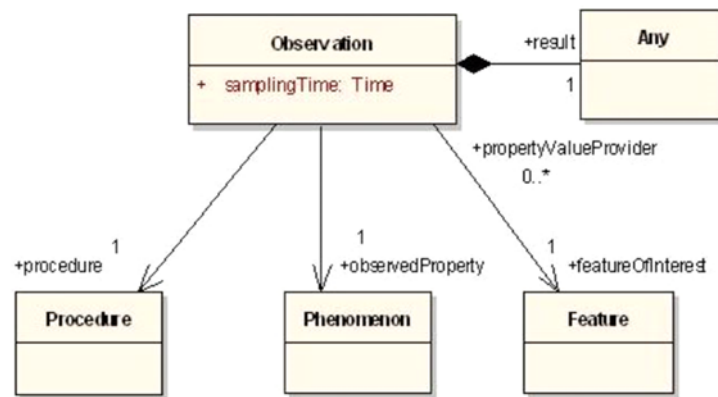 Observation
+ samplingTime: Time
+result
1
Any
+propertyValueProvider
0..*
1
+procedure
1
+observedProperty
1
+featureOfInterest
Procedure
Phenomenon
Feature